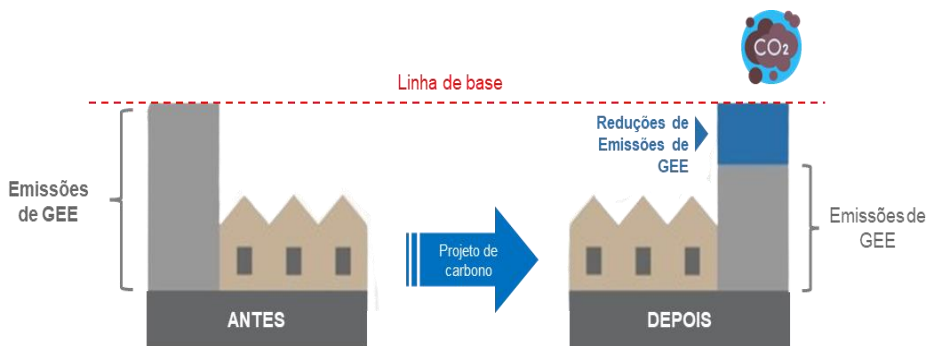 CO₂
Linha de base
Reduções de
Emissões de
GEE
Emissões
de GEE
Emissões de
GEE
Projeto de
carbono
ANTES
DEPOIS